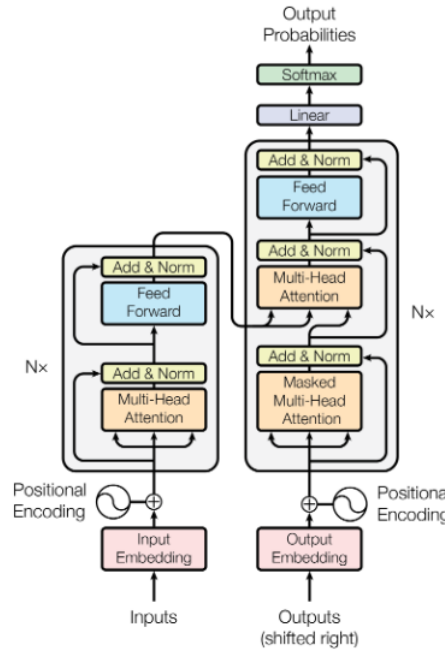 Output
Probabilities
Softmax
Linear
Add & Norm
Feed
Forward
Add & Norm
Multi-Head
Attention
Add & Norm
Masked
Multi-Head
Attention
Nx
Add & Norm
Feed
Forward
Add & Norm
Multi-Head
Attention
Nx
Positional
Encoding
Positional
Encoding
Input
Embedding
Output
Embedding
Inputs
Outputs
(shifted right)